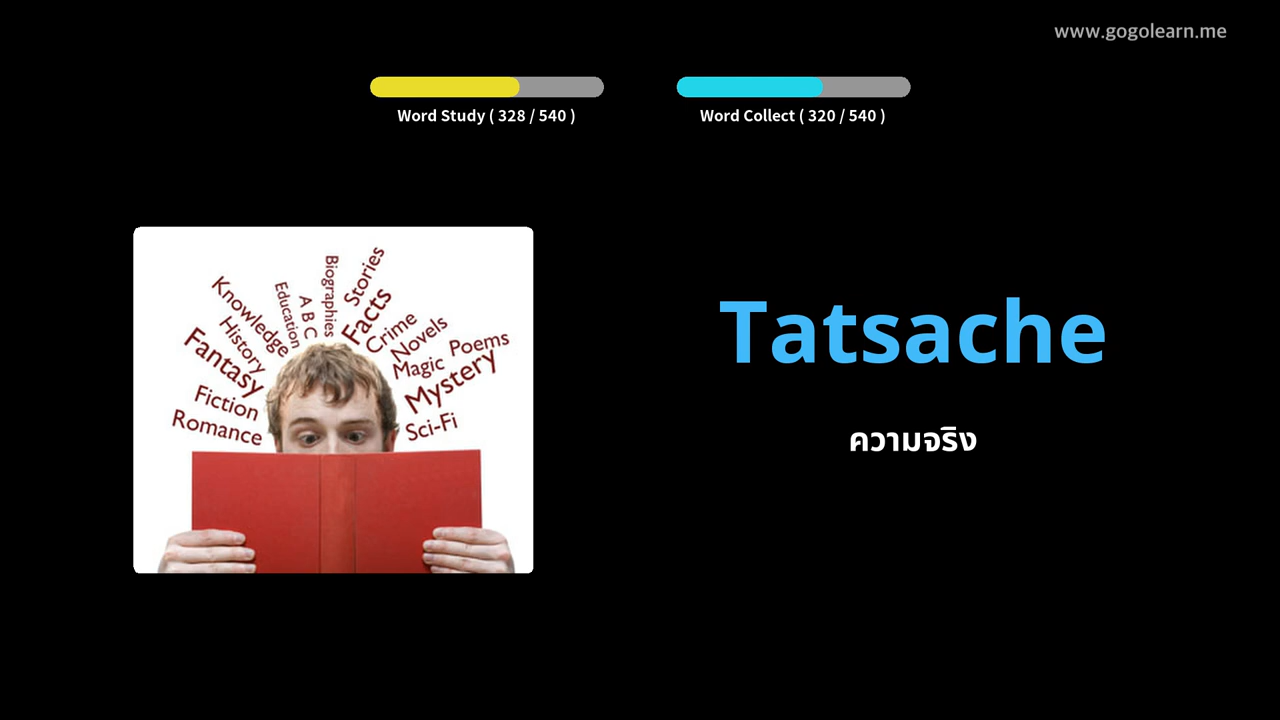 www.gogolearn.me
Word Study ( 328 / 540 )
Word Collect ( 320 / 540 )
Romance
Fiction
Fantasy
History
Knowledge
Education
A B C
Biographies
Stories
Facts
Crime
Novels
Magic
Poems
Mystery
Sci-Fi
Tatsache
ความจริง